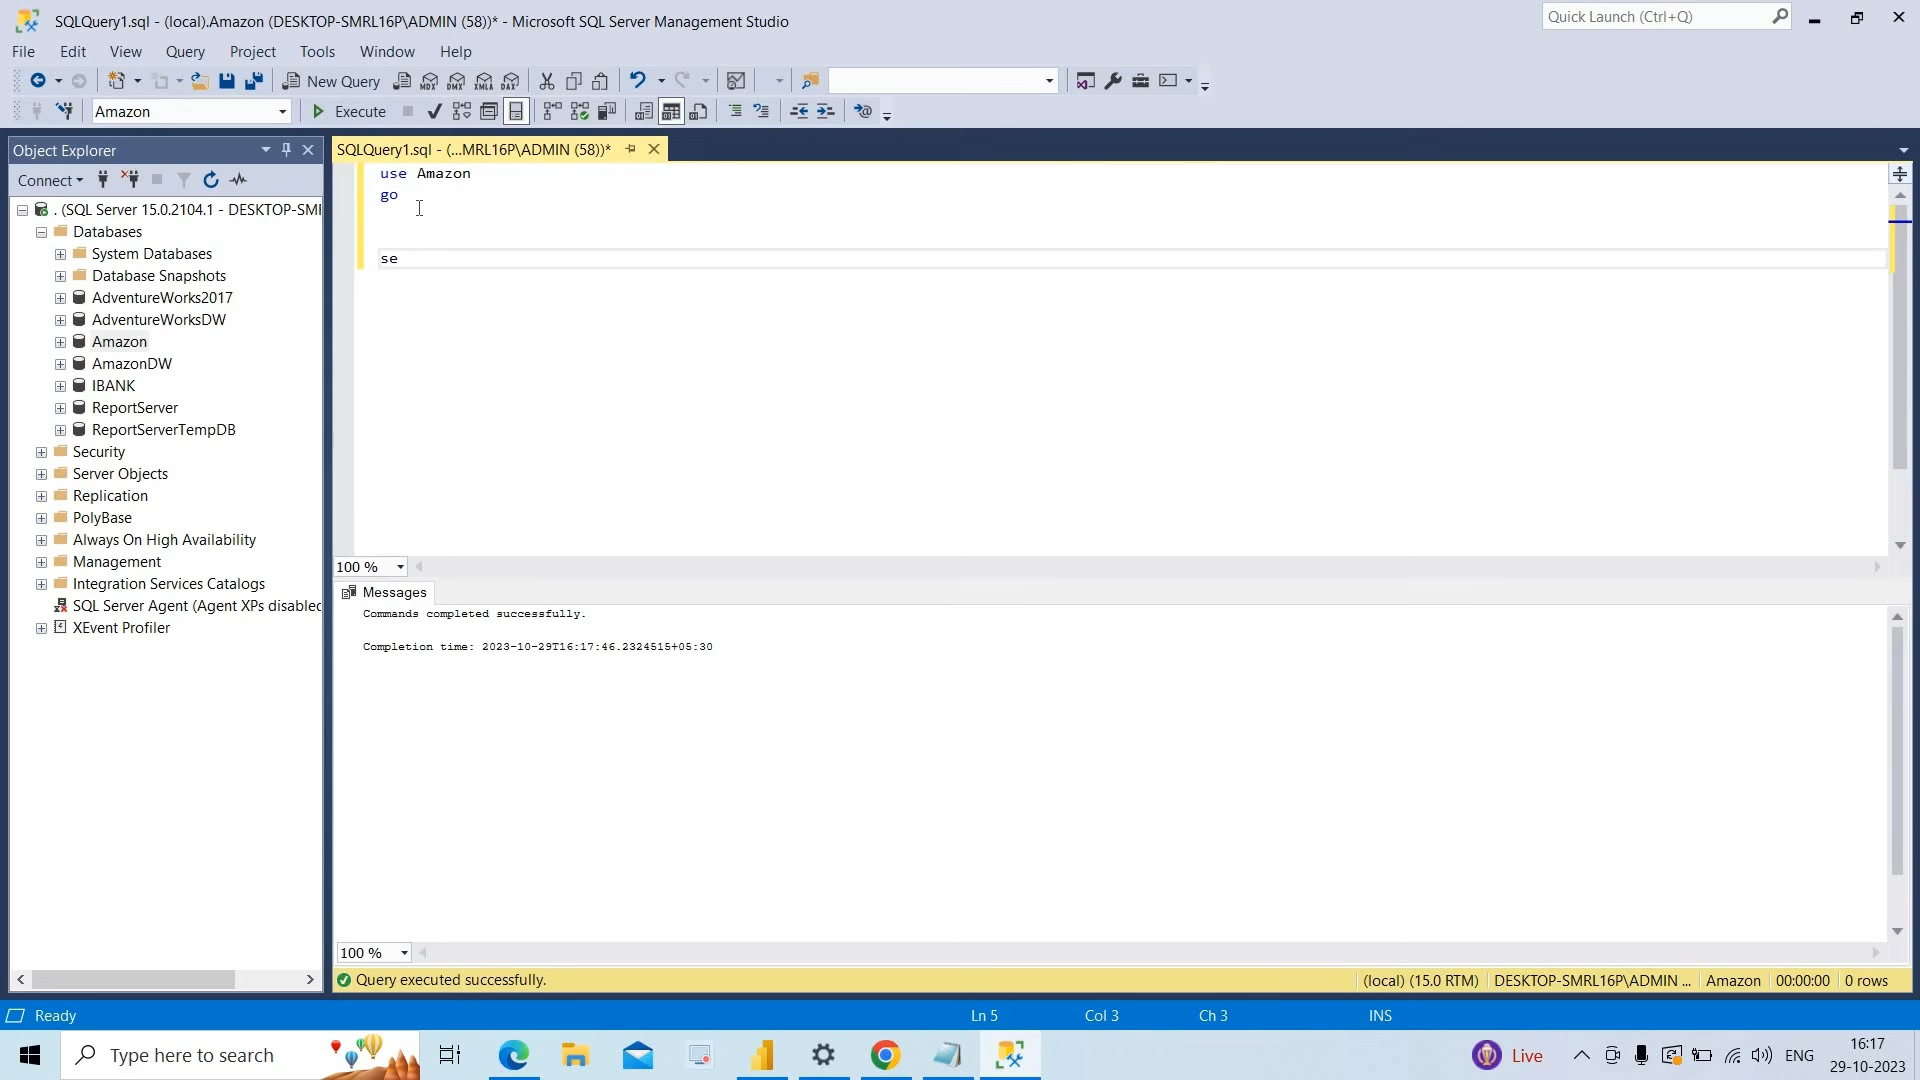 SQLQuery1.sql - (local).Amazon (DESKTOP-SMRL16P\ADMIN (58))* - Microsoft SQL Server Management Studio
Quick Launch (Ctrl+Q)
File Edit View Query Project Tools Window Help
New Query MDX DMX XMLA DAX
Amazon Execute
Object Explorer
SQLQuery1.sql - (...MRL16P\ADMIN (58))*
Connect
use Amazon
go
se
. (SQL Server 15.0.2104.1 - DESKTOP-SMI
Databases
System Databases
Database Snapshots
AdventureWorks2017
AdventureWorksDW
Amazon
AmazonDW
IBANK
ReportServer
ReportServerTempDB
Security
Server Objects
Replication
PolyBase
Always On High Availability
Management
Integration Services Catalogs
SQL Server Agent (Agent XPs disabled
XEvent Profiler
100 %
Messages
Commands completed successfully.
Completion time: 2023-10-29T16:17:46.2324515+05:30
100 %
Query executed successfully.
(local) (15.0 RTM) DESKTOP-SMRL16P\ADMIN ... Amazon 00:00:00 0 rows
Ready Ln 5 Col 3 Ch 3 INS
Type here to search
Live
ENG
16:17
29-10-2023